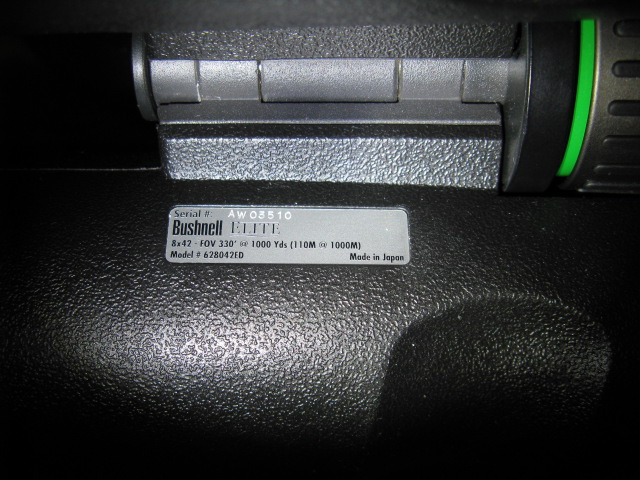 Serial #: AW03510
Bushnell ELITE
8x42 - FOV 330' @ 1000 Yds (110M @ 1000M)
Model # 628042ED Made in Japan